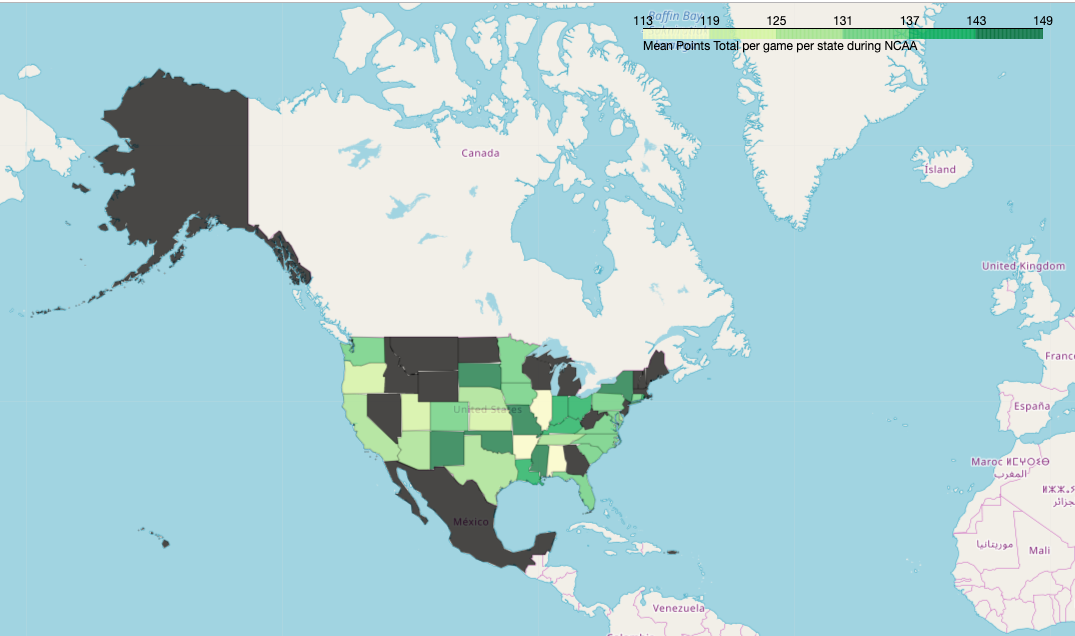 Baffin Bay
113 119 125 131 137 143 149
Mean Points Total per game per state during NCAA
Canada
Ísland
United Kingdom
France
España
United States
Maroc ⵍⵎⵖⵔⵉⴱ
المغرب
México
موريتانيا
Mali
Venezuela